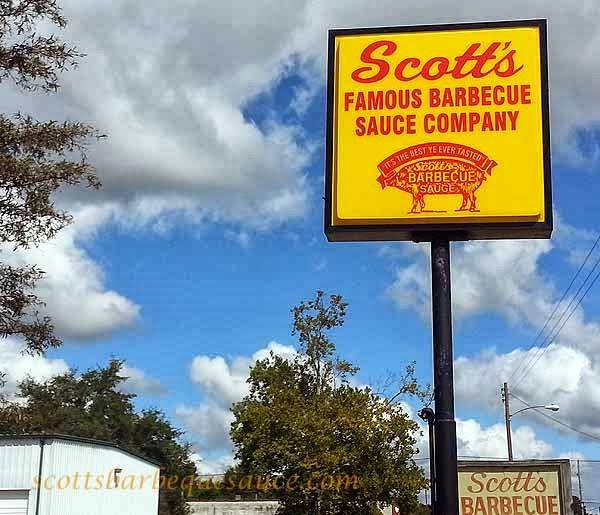 Scott's
FAMOUS BARBECUE
SAUCE COMPANY
"IT'S THE BEST YE EVER TASTED"
Scott's
BARBECUE
SAUCE
Scott's
BARBECUE
scottsbarbequesauce.com